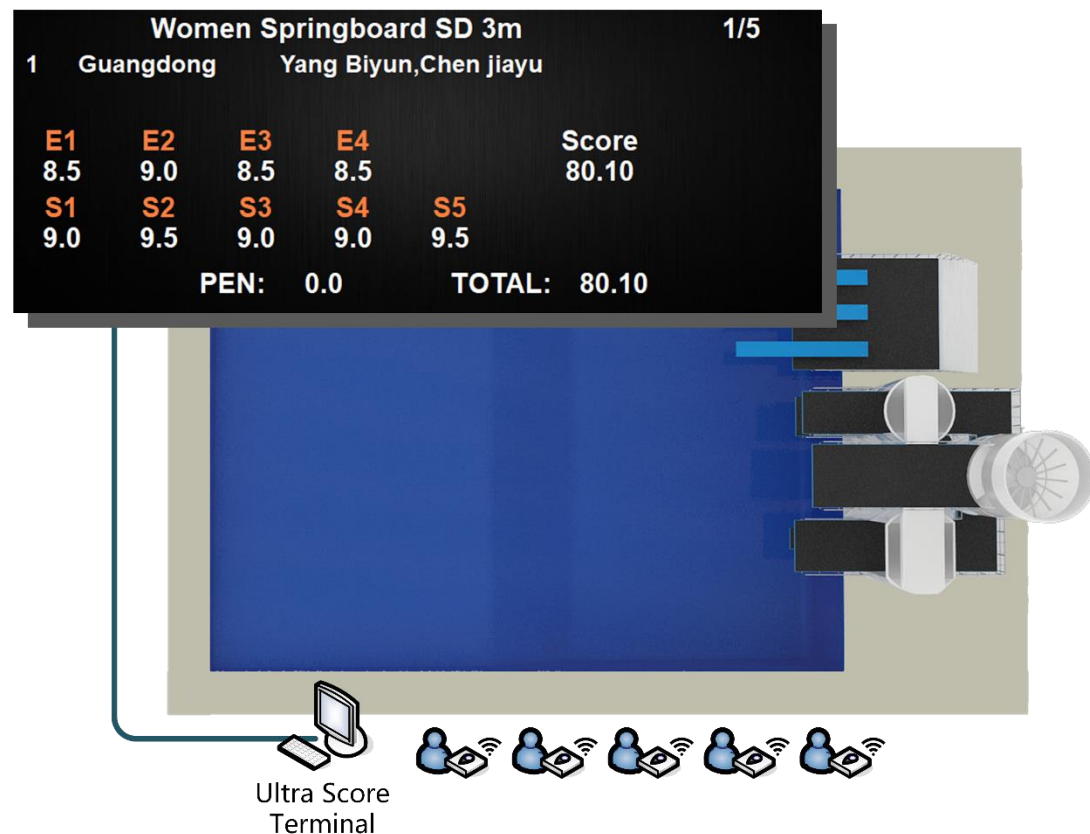 Women Springboard SD 3m 1/5
1 Guangdong Yang Biyun,Chen jiayu
E1 E2 E3 E4 Score
8.5 9.0 8.5 8.5 80.10
S1 S2 S3 S4 S5
9.0 9.5 9.0 9.0 9.5
PEN: 0.0 TOTAL: 80.10
Ultra Score
Terminal